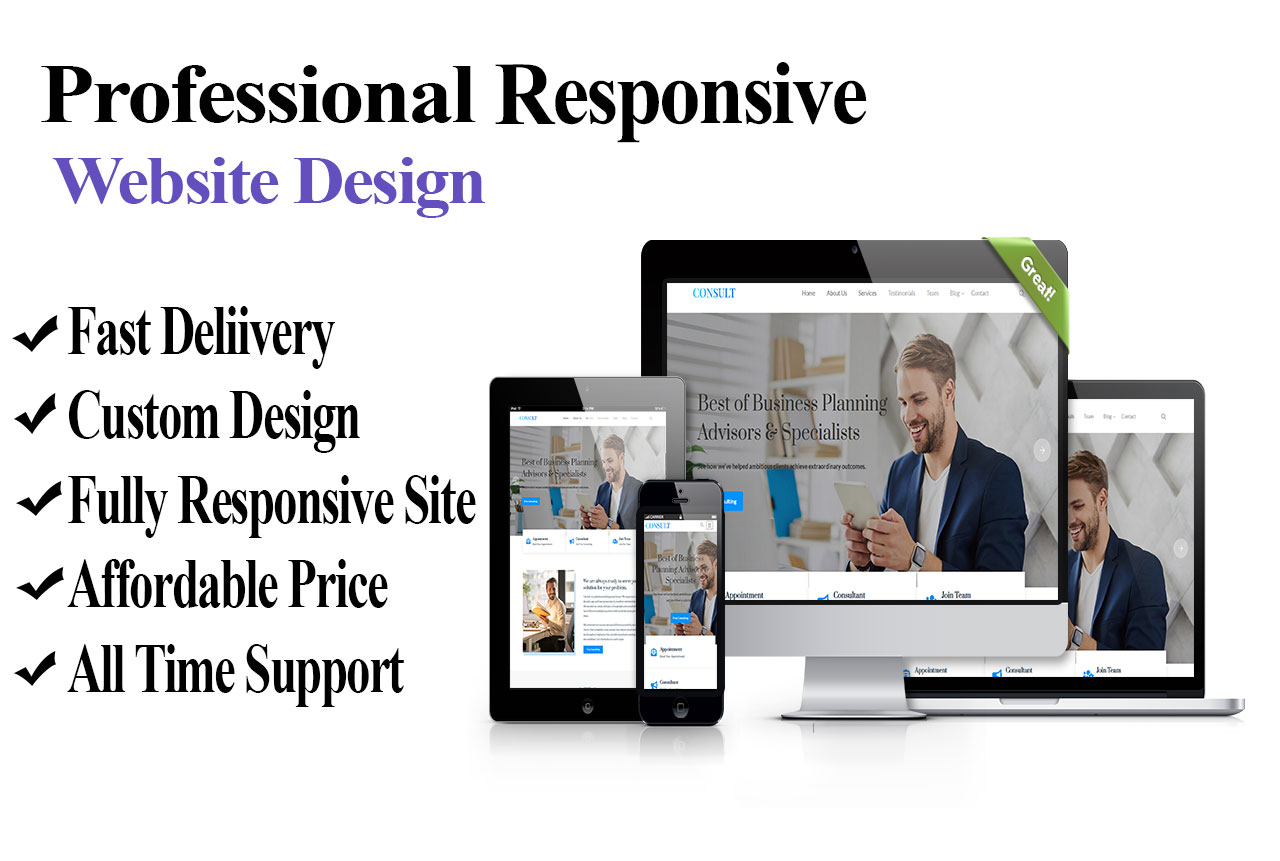 Professional Responsive
Website Design
Fast Deliivery
Custom Design
Fully Responsive Site
Affordable Price
All Time Support
Great!
CONSULT
Home About Us Services Testimonials Team Blog Contact
Best of Business Planning
Advisors & Specialists
See how we've helped ambitious clients achieve extraordinary outcomes.
Appointment Consultant Join Team
Team Blog Contact
Appointment Consultant Join Team
CONSULT
Best of Business Planning
Advisors & Specialists
Appointment Consultant Join Team
We are always ready to serve you
solution for your problem.
CONSULT
Best of Business
Planning Advisors &
Specialists
Free Consulting
Appointment
Consultant